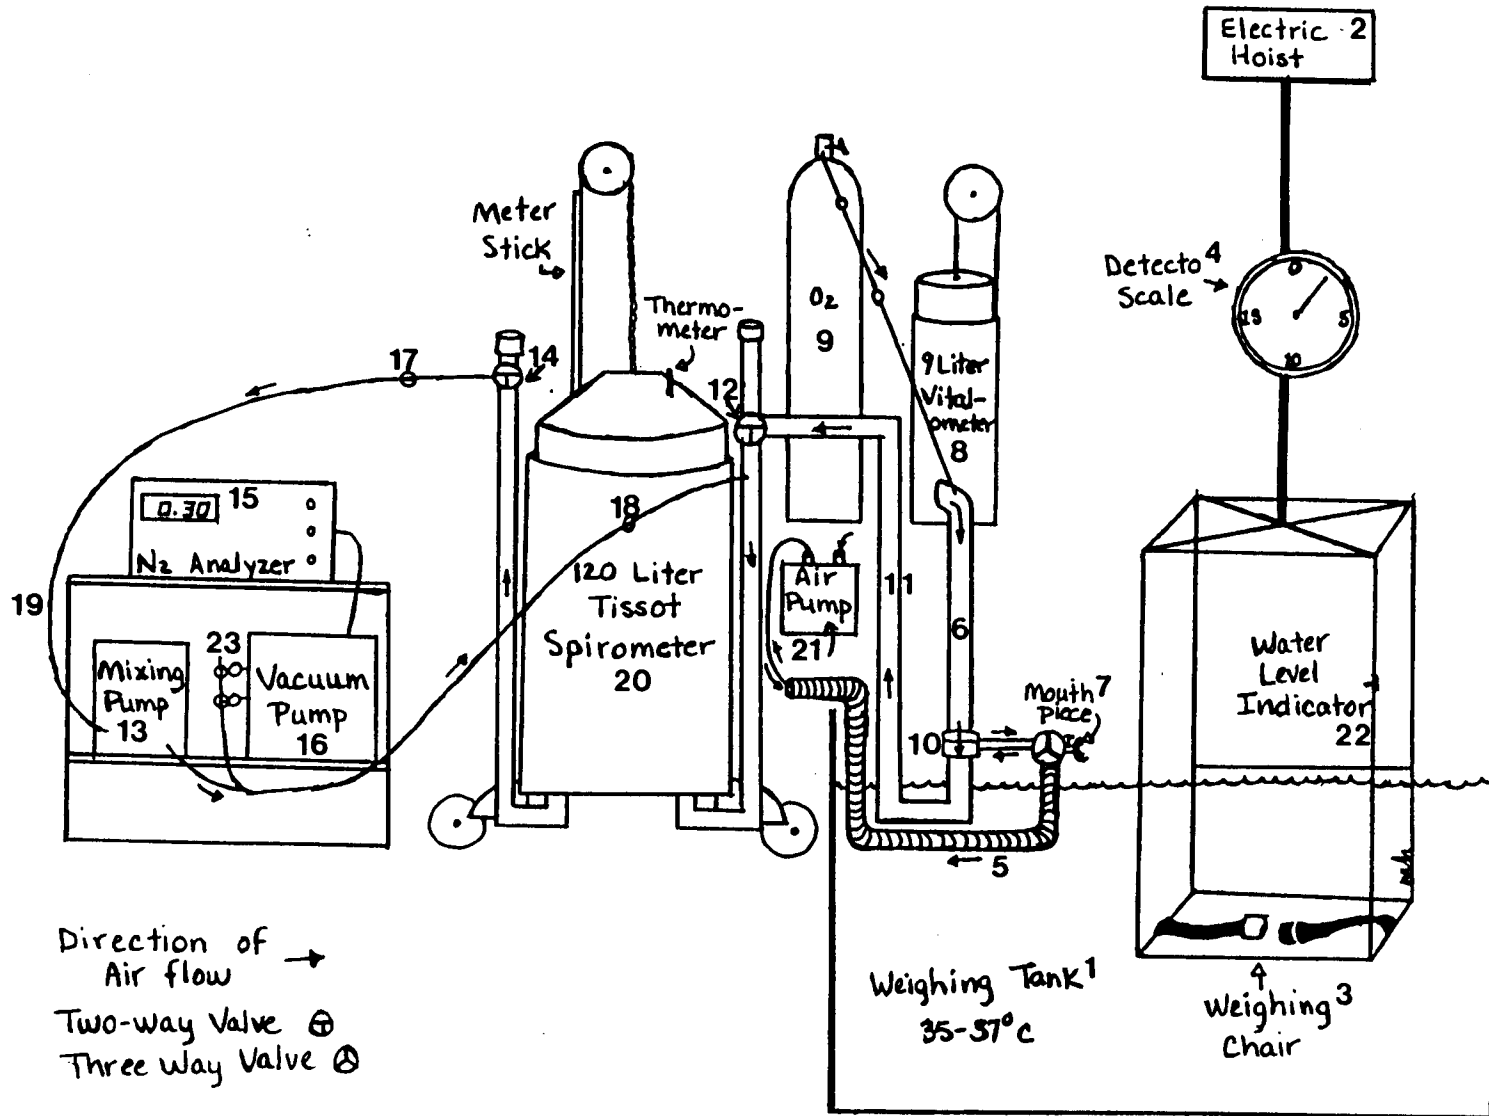 Electric 2
Hoist
Meter
Stick
Thermo-
meter
Detecto 4
Scale
0
5
10
15
O2
9
17
14
12
9 Liter
Vital-
ometer
8
15
0.30
N2 Analyzer
18
120 Liter
Tissot
Spirometer
20
Air
Pump
21
11
6
19
23
Mixing
Pump
13
Vacuum
Pump
16
Mouth 7
piece
10
5
Water
Level
Indicator
22
Direction of
Air flow
Two-way Valve
Three Way Valve
Weighing Tank 1
35-37°C
Weighing 3
Chair